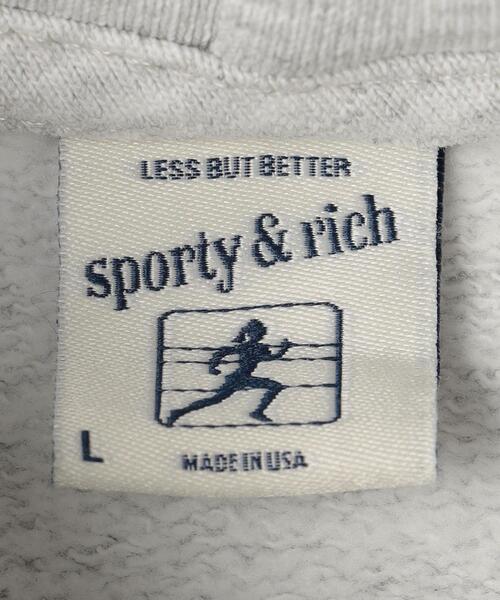 LESS BUT BETTER
sporty & rich
L
MADE IN USA